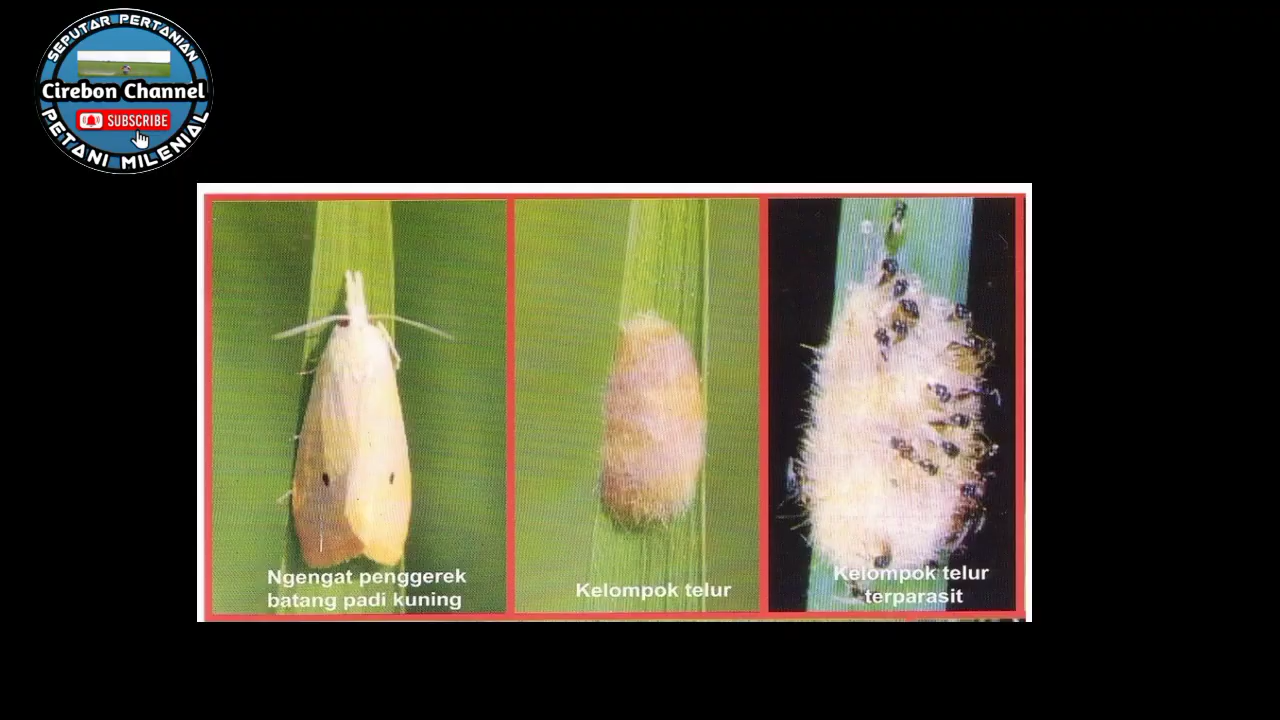 SEPUTAR PERTANIAN
Cirebon Channel
SUBSCRIBE
PETANI MILENIAL
Ngengat penggerek
batang padi kuning
Kelompok telur
Kelompok telur
terparasit